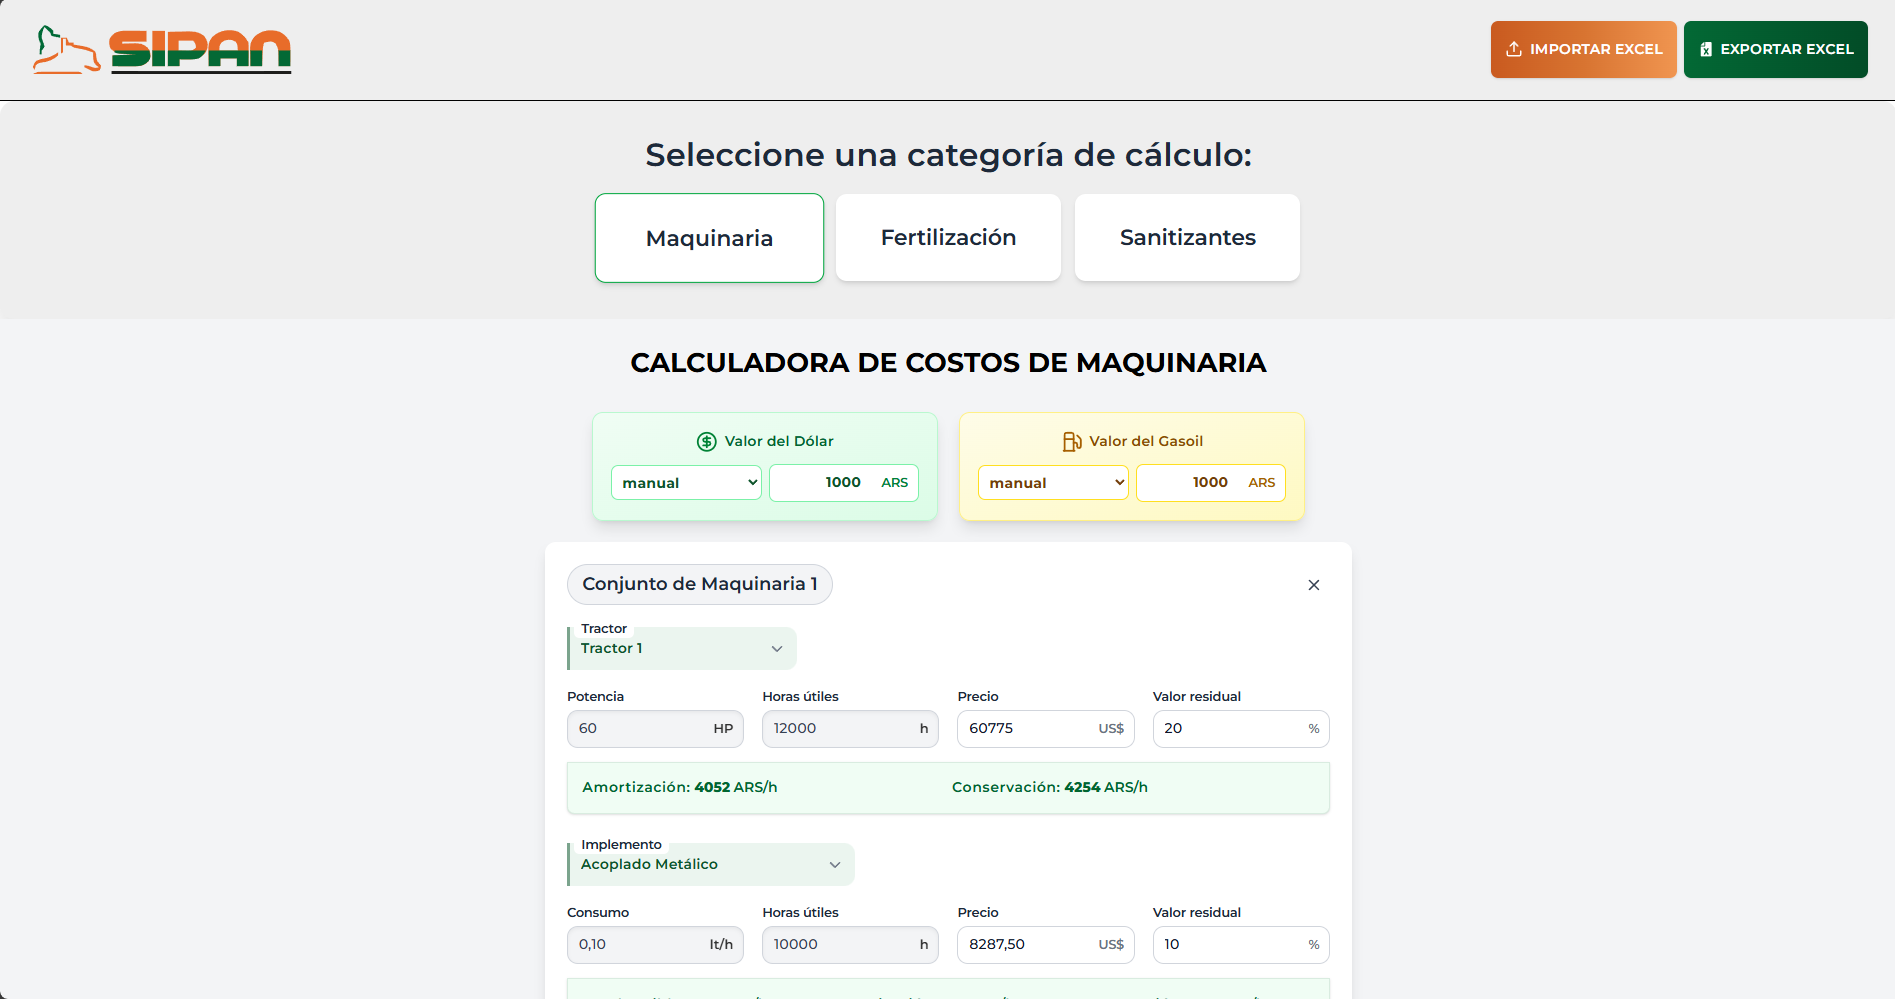 SIPAN
IMPORTAR EXCEL
EXPORTAR EXCEL
Seleccione una categoría de cálculo:
Maquinaria
Fertilización
Sanitizantes
CALCULADORA DE COSTOS DE MAQUINARIA
Valor del Dólar
manual
1000 ARS
Valor del Gasoil
manual
1000 ARS
Conjunto de Maquinaria 1
Tractor
Tractor 1
Potencia Horas útiles Precio Valor residual
60 HP 12000 h 60775 US$ 20 %
Amortización: 4052 ARS/h Conservación: 4254 ARS/h
Implemento
Acoplado Metálico
Consumo Horas útiles Precio Valor residual
0,10 lt/h 10000 h 8287,50 US$ 10 %